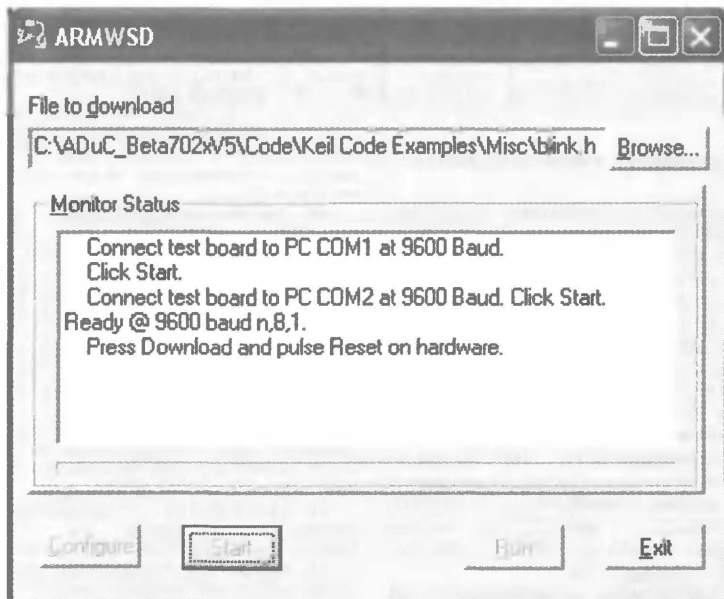 ARMWSD
File to download
C:\ADuC_Beta702xV5\Code\Keil Code Examples\Misc\blink.h
Browse...
Monitor Status
Connect test board to PC COM1 at 9600 Baud.
Click Start.
Connect test board to PC COM2 at 9600 Baud. Click Start.
Ready @ 9600 baud n,8,1.
Press Download and pulse Reset on hardware.
Configure
Start
Run
Exit